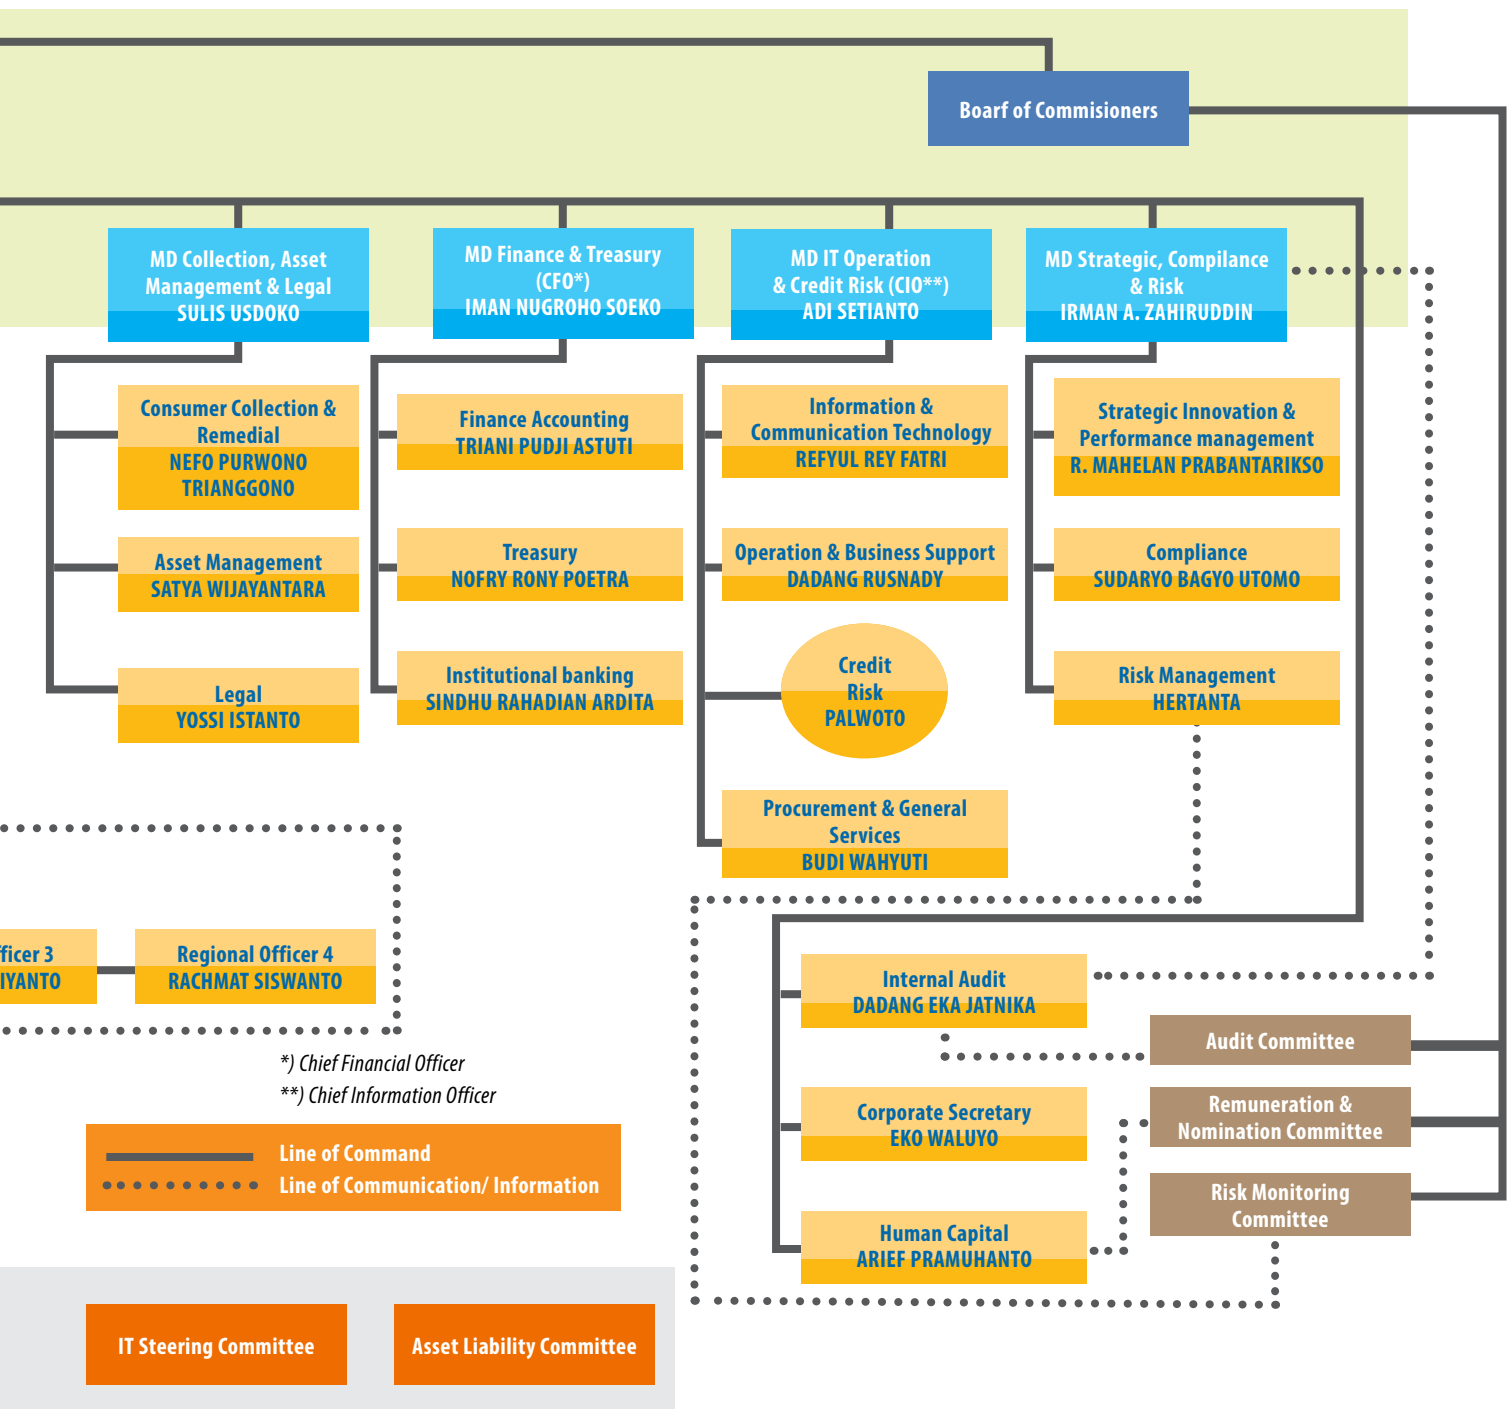 Boarf of Commisioners
MD Collection, Asset
Management & Legal
SULIS USDOKO
MD Finance & Treasury
(CFO*)
IMAN NUGROHO SOEKO
MD IT Operation
& Credit Risk (CIO**)
ADI SETIANTO
MD Strategic, Compilance
& Risk
IRMAN A. ZAHIRUDDIN
Consumer Collection &
Remedial
NEFO PURWONO
TRIANGGONO
Asset Management
SATYA WIJAYANTARA
Legal
YOSSI ISTANTO
Finance Accounting
TRIANI PUDJI ASTUTI
Treasury
NOFRY RONY POETRA
Institutional banking
SINDHU RAHADIAN ARDITA
Information &
Communication Technology
REFYUL REY FATRI
Operation & Business Support
DADANG RUSNADY
Credit
Risk
PALWOTO
Procurement & General
Services
BUDI WAHYUTI
Strategic Innovation &
Performance management
R. MAHELAN PRABANTARIKSO
Compliance
SUDARYO BAGYO UTOMO
Risk Management
HERTANTA
ficer 3
IYANTO
Regional Officer 4
RACHMAT SISWANTO
Internal Audit
DADANG EKA JATNIKA
Corporate Secretary
EKO WALUYO
Human Capital
ARIEF PRAMUHANTO
Audit Committee
Remuneration &
Nomination Committee
Risk Monitoring
Committee
*) Chief Financial Officer
**) Chief Information Officer
Line of Command
Line of Communication/ Information
IT Steering Committee
Asset Liability Committee